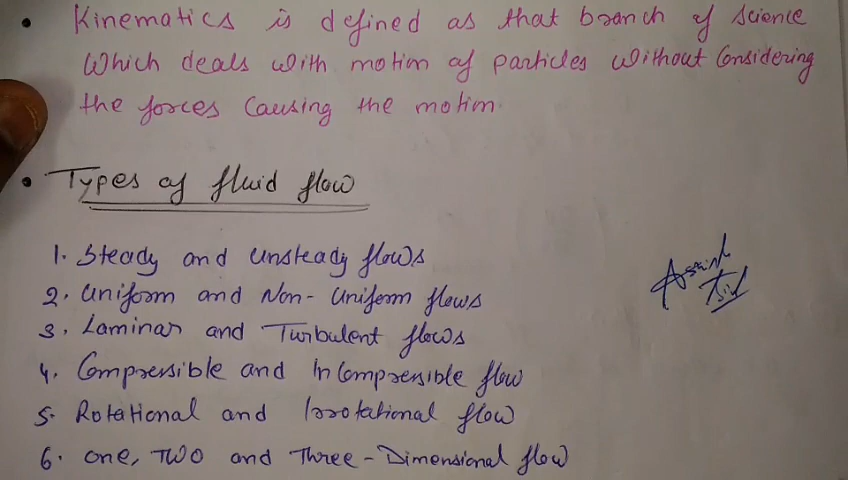 • Kinematics is defined as that branch of science
which deals with motion of particles without Considering
the forces Causing the motion.
• Types of fluid flow
1. Steady and unsteady flows
2. Uniform and Non-Uniform flows
3. Laminar and Turbulent flows
4. Compressible and InCompressible flow
5. Rotational and Irrotational flow
6. One, Two and Three-Dimensional flow